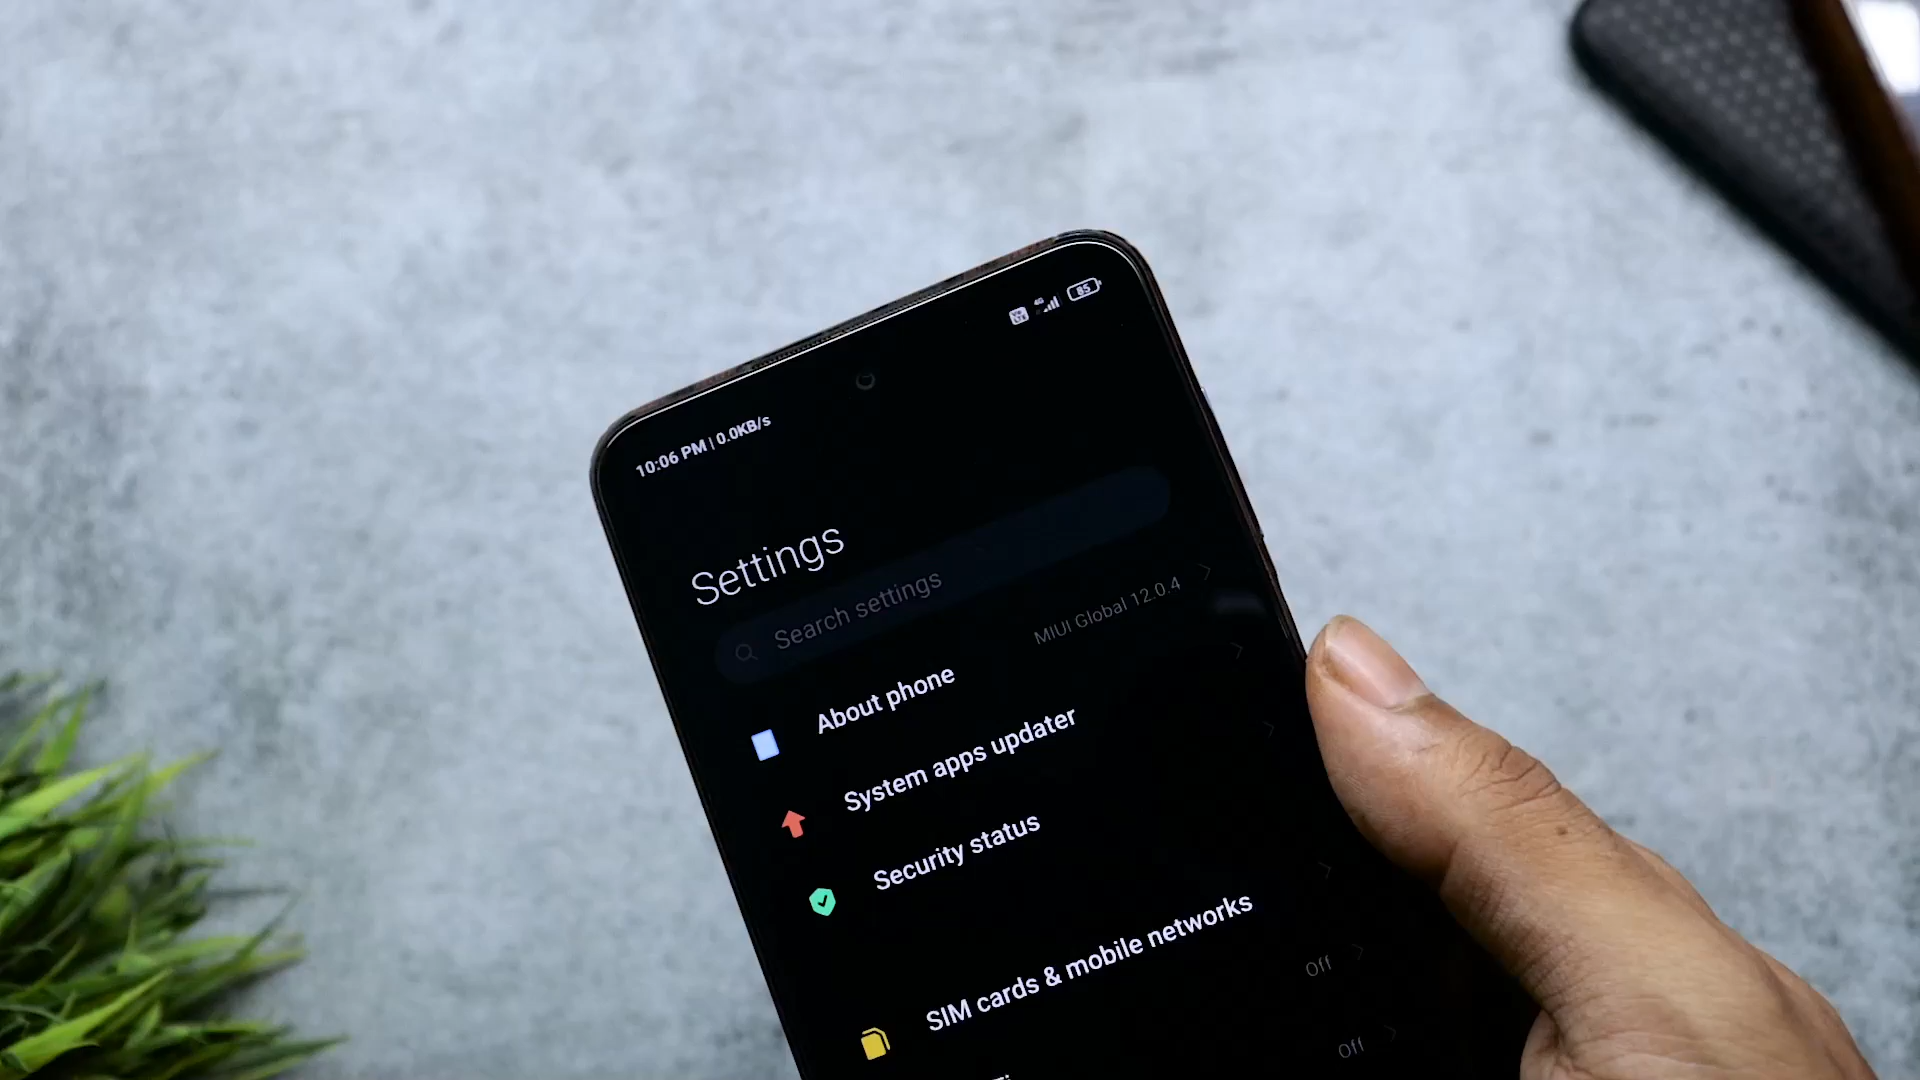 10:06 PM | 0.0KB/s
85
Settings
Search settings
About phone
MIUI Global 12.0.4
System apps updater
Security status
SIM cards & mobile networks
Off
Off